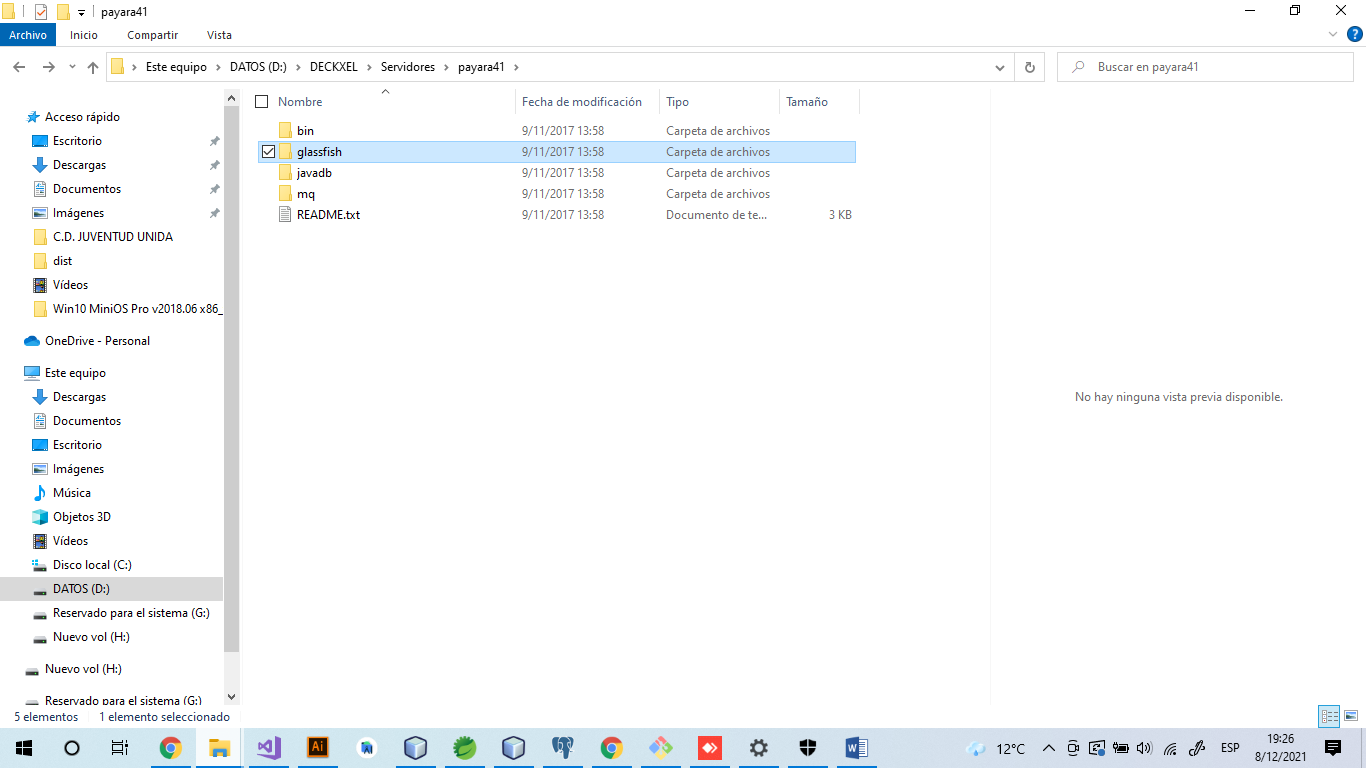 payara41
Archivo Inicio Compartir Vista
Este equipo DATOS (D:) DECKXEL Servidores payara41
Buscar en payara41
Acceso rápido
Escritorio
Descargas
Documentos
Imágenes
C.D. JUVENTUD UNIDA
dist
Vídeos
Win10 MiniOS Pro v2018.06 x86_
OneDrive - Personal
Este equipo
Descargas
Documentos
Escritorio
Imágenes
Música
Objetos 3D
Vídeos
Disco local (C:)
DATOS (D:)
Reservado para el sistema (G:)
Nuevo vol (H:)
Nuevo vol (H:)
Reservado para el sistema (G:)
Nombre Fecha de modificación Tipo Tamaño
bin 9/11/2017 13:58 Carpeta de archivos
glassfish 9/11/2017 13:58 Carpeta de archivos
javadb 9/11/2017 13:58 Carpeta de archivos
mq 9/11/2017 13:58 Carpeta de archivos
README.txt 9/11/2017 13:58 Documento de te... 3 KB
No hay ninguna vista previa disponible.
5 elementos 1 elemento seleccionado
Ai
W
12°C
ESP
19:26
8/12/2021